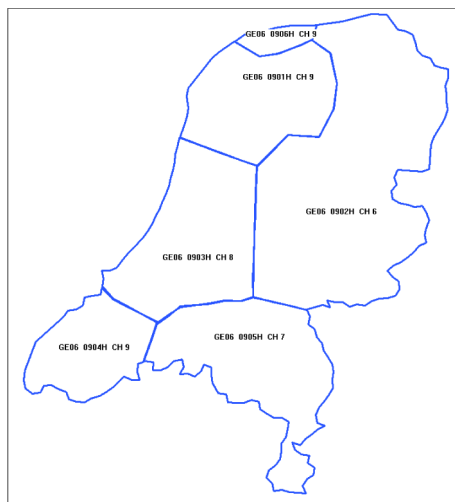 GE06 0906H CH 9
GE06 0901H CH 9
GE06 0902H CH 6
GE06 0903H CH 8
GE06 0905H CH 7
GE06 0904H CH 9